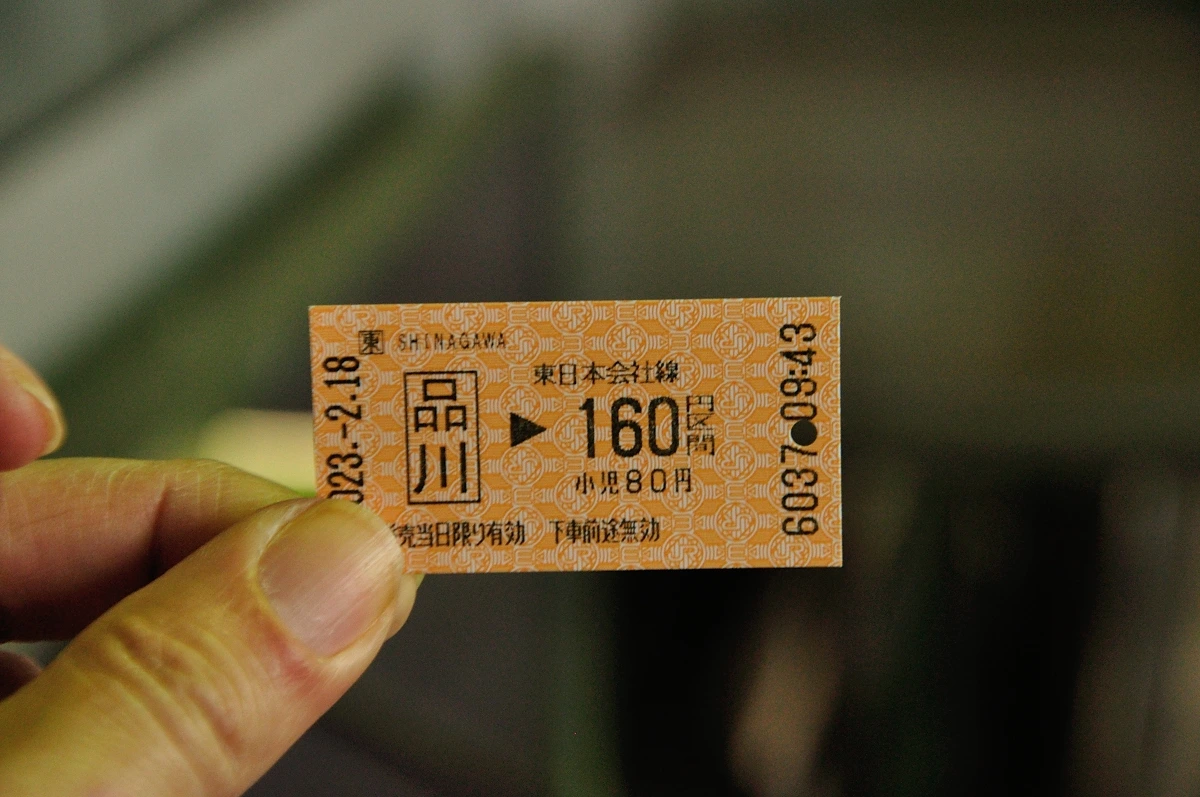 東 SHINAGAWA
023.-2.18
品川
東日本会社線
▶ 160円区間
小児80円
売当日限り有効 下車前途無効
6037●09:43